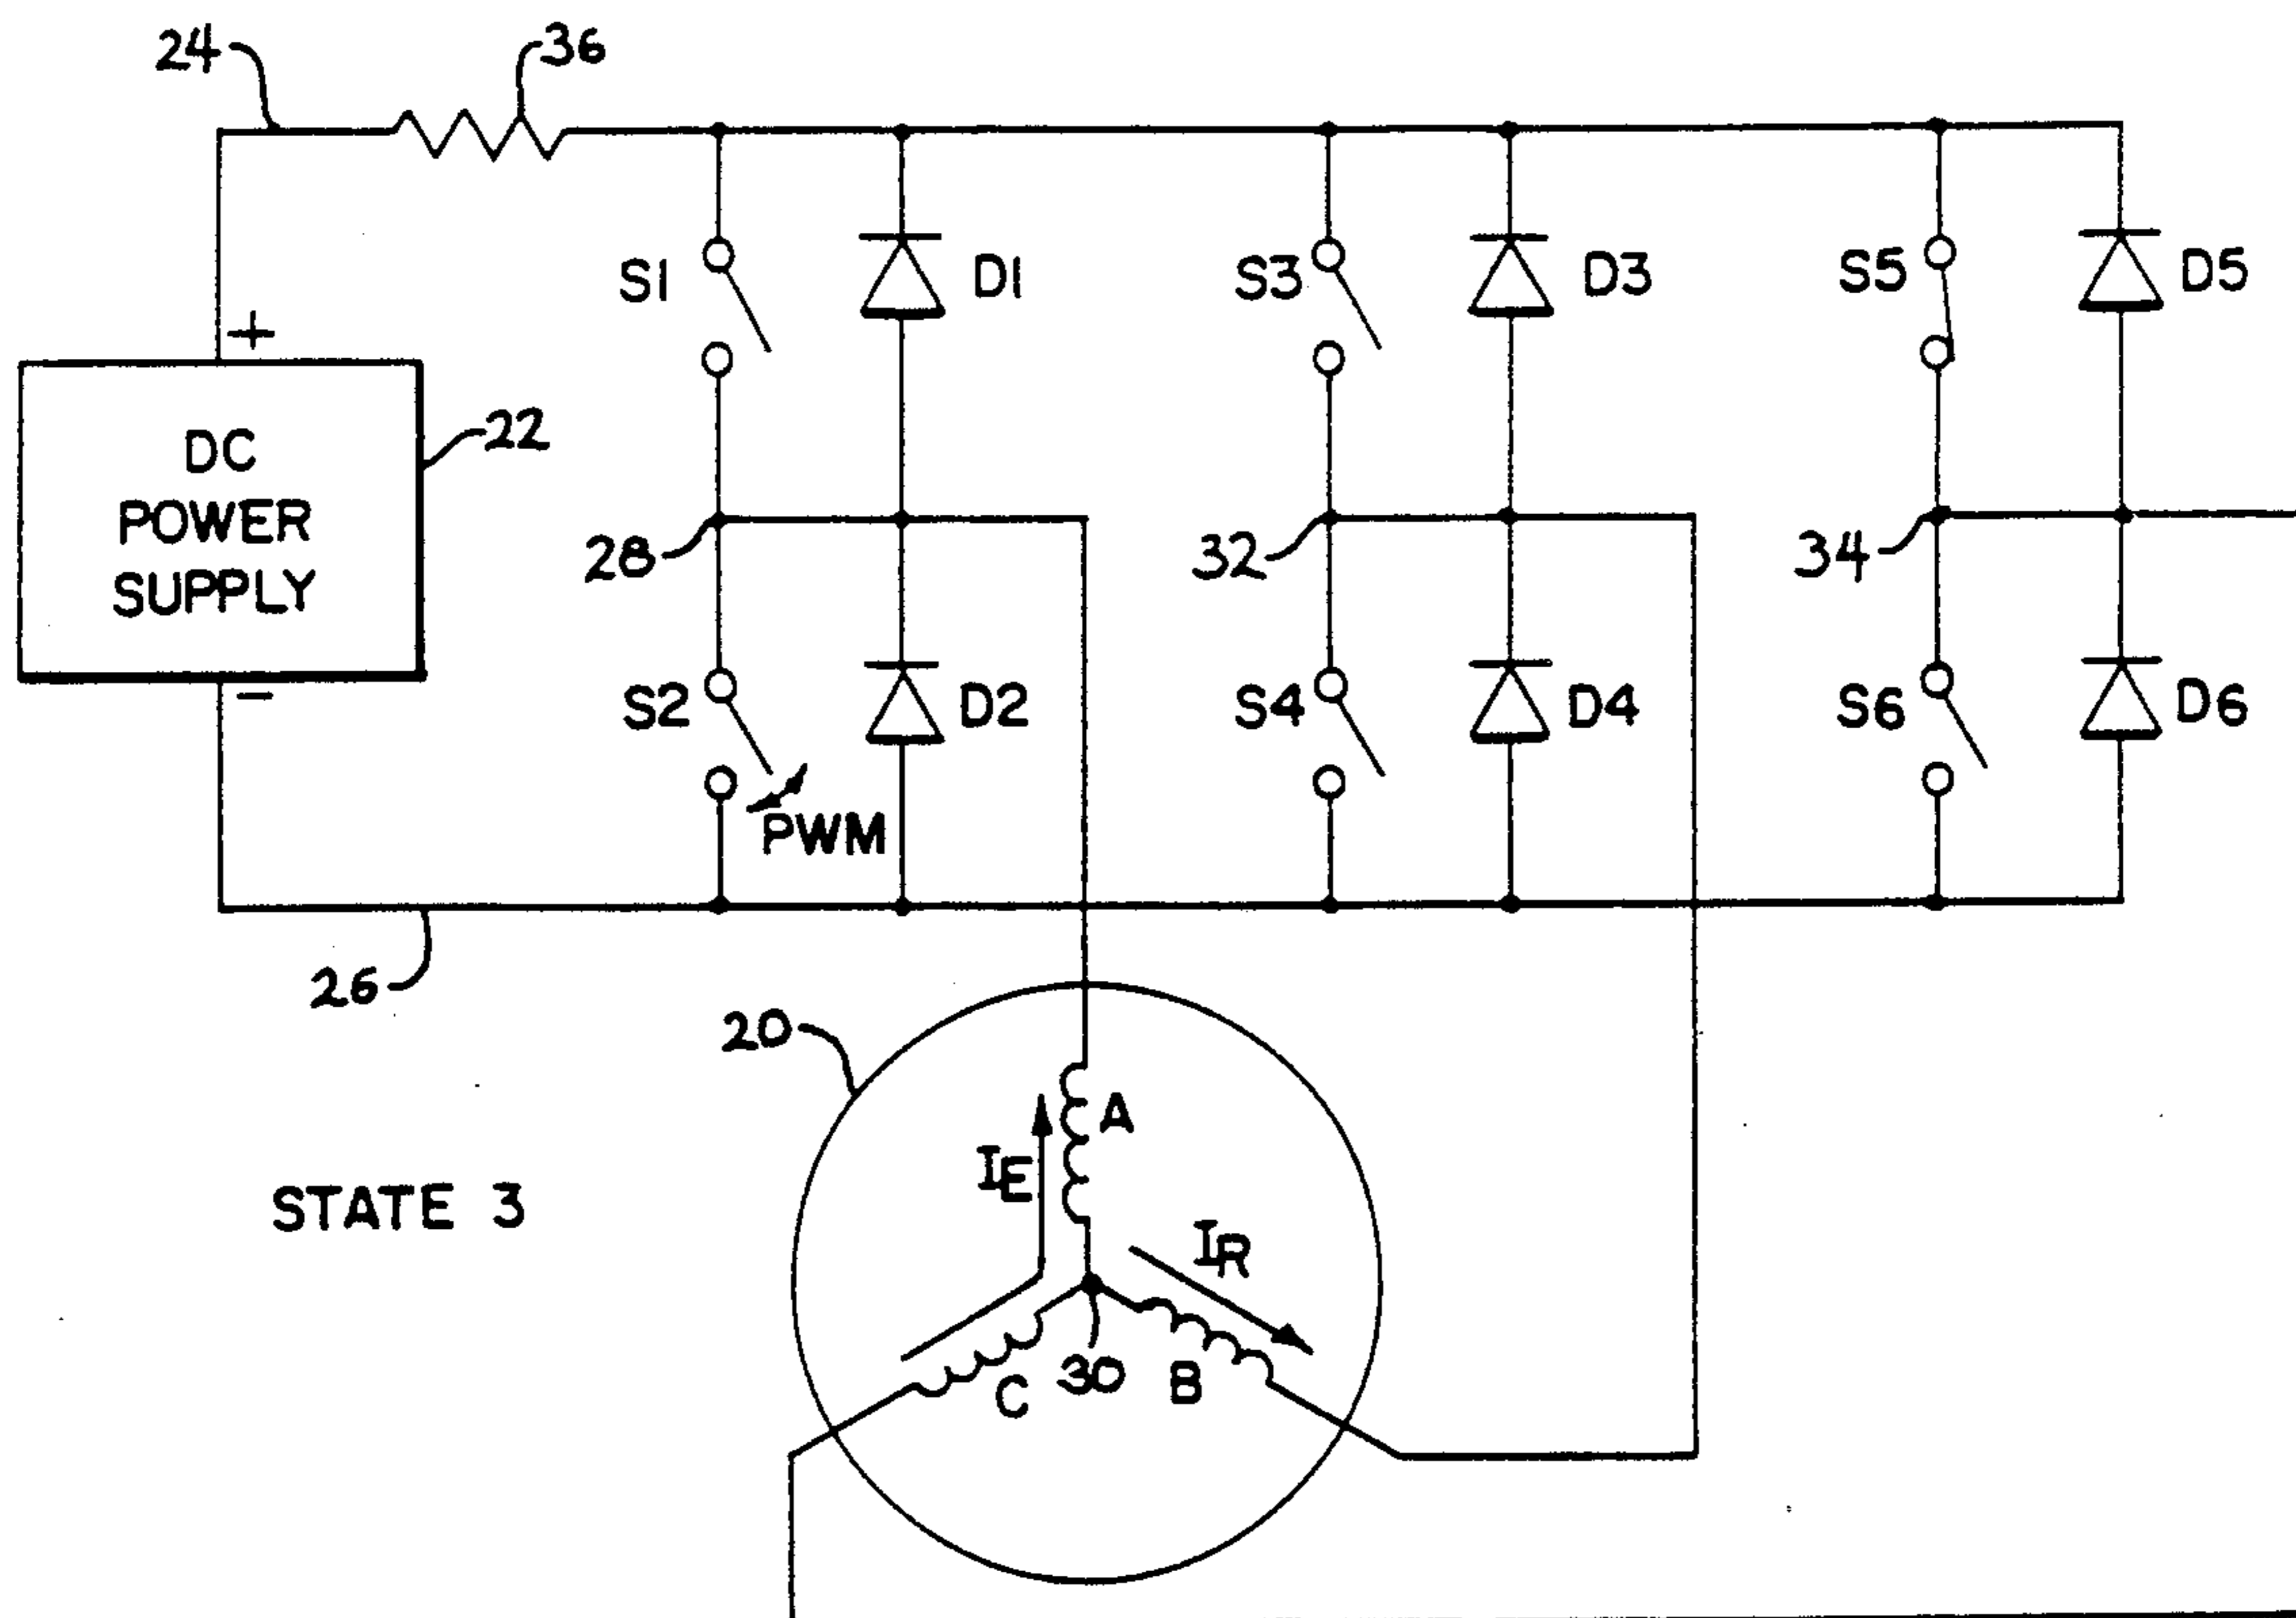 24
36
+
S1
D1
S3
D3
S5
D5
DC
POWER
SUPPLY
22
28
32
34
−
S2
D2
S4
D4
S6
D6
PWM
26
20
A
IE
STATE 3
IR
C
30
B